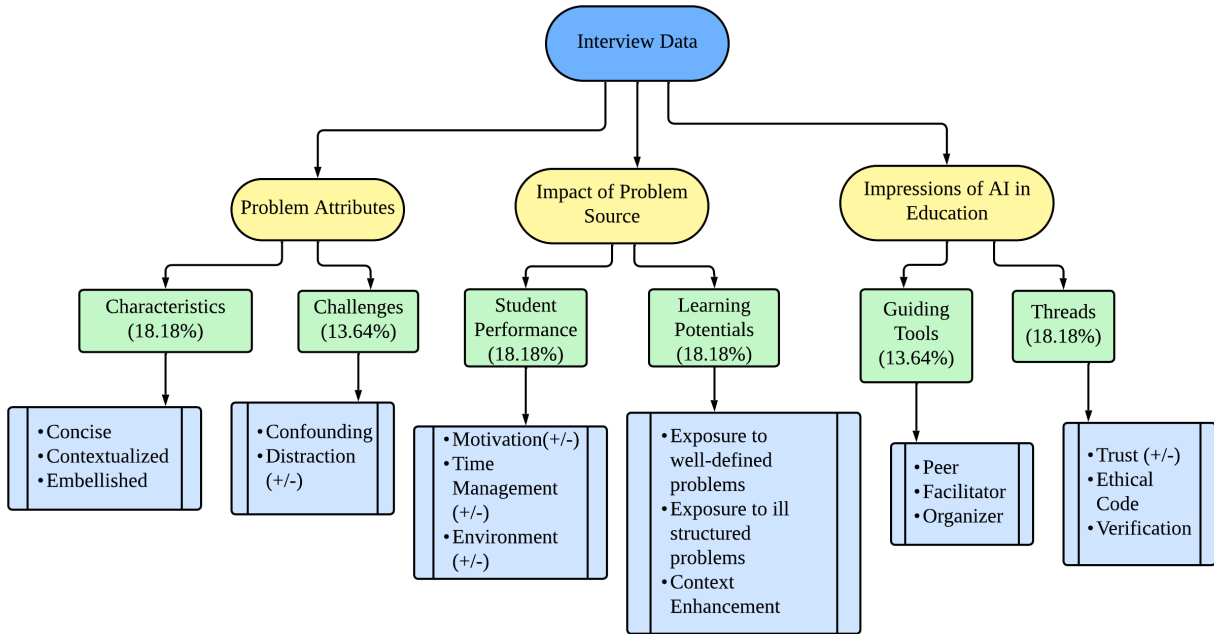 Interview Data
Problem Attributes
Impact of Problem
Source
Impressions of AI in
Education
Characteristics
(18.18%)
Challenges
(13.64%)
Student
Performance
(18.18%)
Learning
Potentials
(18.18%)
Guiding
Tools
(13.64%)
Threads
(18.18%)
•Concise
•Contextualized
•Embellished
•Confounding
•Distraction
(+/-)
•Motivation(+/-)
•Time
Management
(+/-)
•Environment
(+/-)
•Exposure to
well-defined
problems
•Exposure to ill
structured
problems
•Context
Enhancement
•Peer
•Facilitator
•Organizer
•Trust (+/-)
•Ethical
Code
•Verification